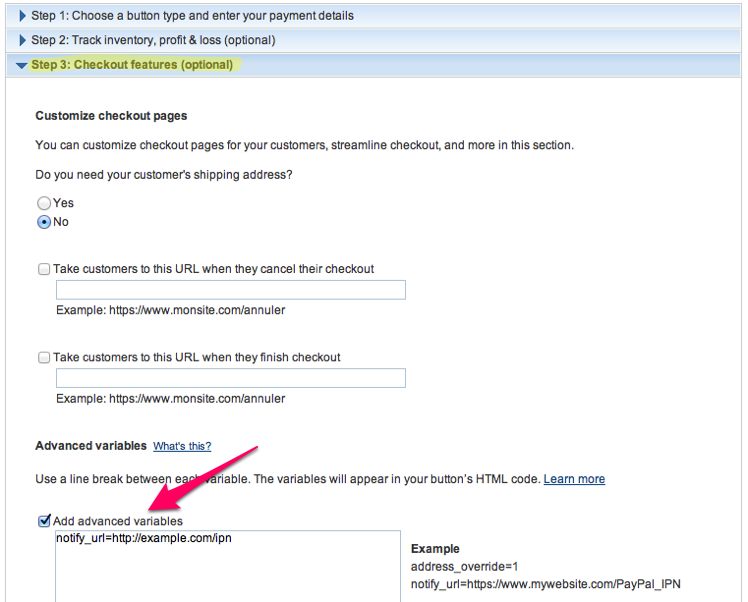 Step 1: Choose a button type and enter your payment details
Step 2: Track inventory, profit & loss (optional)
Step 3: Checkout features (optional)
Customize checkout pages
You can customize checkout pages for your customers, streamline checkout, and more in this section.
Do you need your customer's shipping address?
Yes
No
Take customers to this URL when they cancel their checkout
Example: https://www.monsite.com/annuler
Take customers to this URL when they finish checkout
Example: https://www.monsite.com/annuler
Advanced variables What's this?
Use a line break between each variable. The variables will appear in your button's HTML code. Learn more
Add advanced variables
notify_url=http://example.com/ipn
Example
address_override=1
notify_url=https://www.mywebsite.com/PayPal_IPN